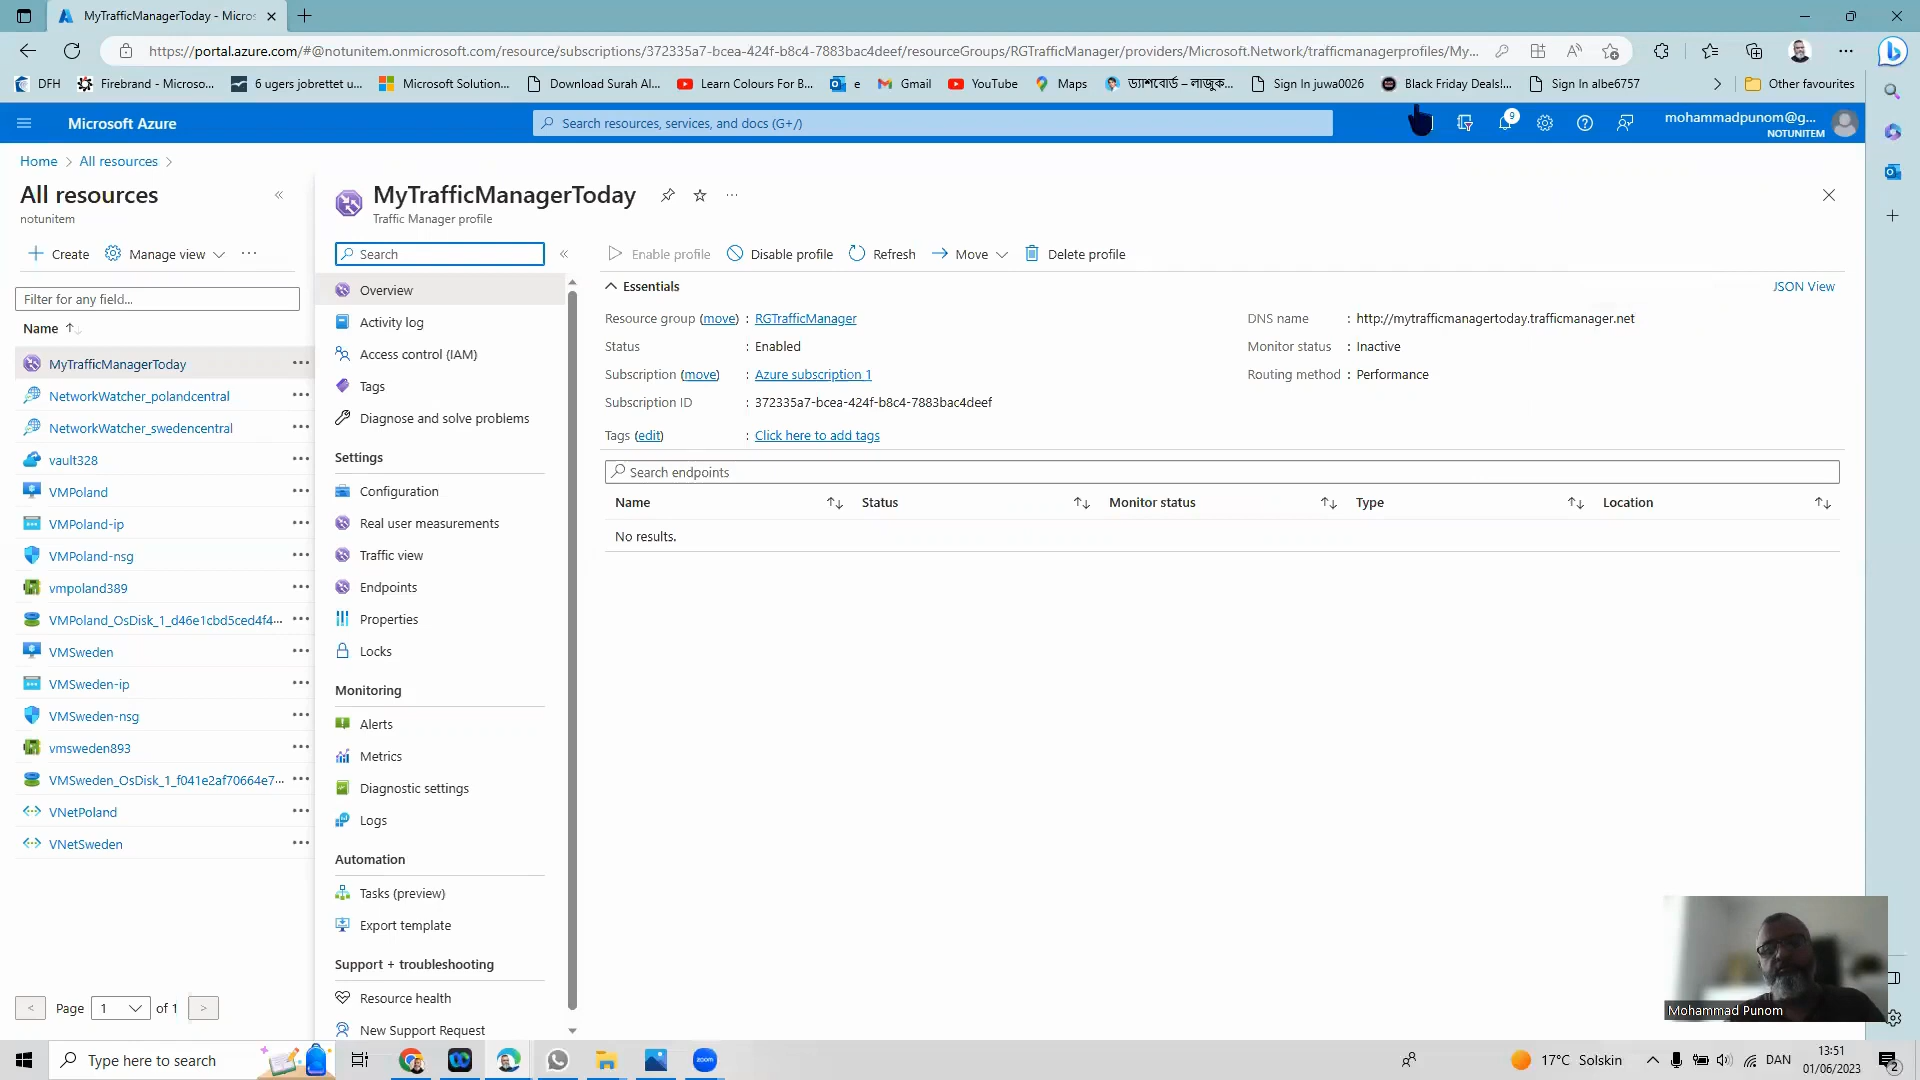 MyTrafficManagerToday - Micros
https://portal.azure.com/#@notunitem.onmicrosoft.com/resource/subscriptions/372335a7-bcea-424f-b8c4-7883bac4deef/resourceGroups/RGTrafficManager/providers/Microsoft.Network/trafficmanagerprofiles/My...
DFH
Firebrand - Microso...
6 ugers jobrettet u...
Microsoft Solution...
Download Surah Al...
Learn Colours For B...
e
Gmail
YouTube
Maps
ড্যাশবোর্ড – লাজুক...
Sign In juwa0026
Black Friday Deals!...
Sign In albe6757
Other favourites
Microsoft Azure
Search resources, services, and docs (G+/)
9
mohammadpunom@g...
NOTUNITEM
Home > All resources >
All resources
notunitem
Create
Manage view
Filter for any field...
Name
MyTrafficManagerToday
NetworkWatcher_polandcentral
NetworkWatcher_swedencentral
vault328
VMPoland
VMPoland-ip
VMPoland-nsg
vmpoland389
VMPoland_OsDisk_1_d46e1cbd5ced4f4...
VMSweden
VMSweden-ip
VMSweden-nsg
vmsweden893
VMSweden_OsDisk_1_f041e2af70664e7...
VNetPoland
VNetSweden
< Page 1 of 1 >
MyTrafficManagerToday
Traffic Manager profile
Search
Overview
Activity log
Access control (IAM)
Tags
Diagnose and solve problems
Settings
Configuration
Real user measurements
Traffic view
Endpoints
Properties
Locks
Monitoring
Alerts
Metrics
Diagnostic settings
Logs
Automation
Tasks (preview)
Export template
Support + troubleshooting
Resource health
New Support Request
Enable profile
Disable profile
Refresh
Move
Delete profile
Essentials
JSON View
Resource group (move) : RGTrafficManager
Status : Enabled
Subscription (move) : Azure subscription 1
Subscription ID : 372335a7-bcea-424f-b8c4-7883bac4deef
Tags (edit) : Click here to add tags
DNS name : http://mytrafficmanagertoday.trafficmanager.net
Monitor status : Inactive
Routing method : Performance
Search endpoints
Name Status Monitor status Type Location
No results.
Mohammad Punom
Type here to search
zoom
17°C Solskin
DAN
13:51
01/06/2023
2